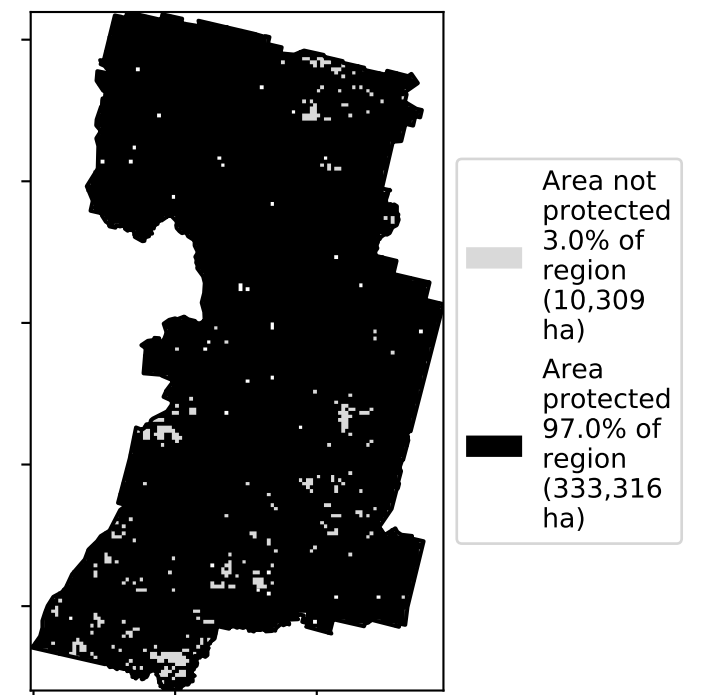 Area not
protected
3.0% of
region
(10,309
ha)
Area
protected
97.0% of
region
(333,316
ha)